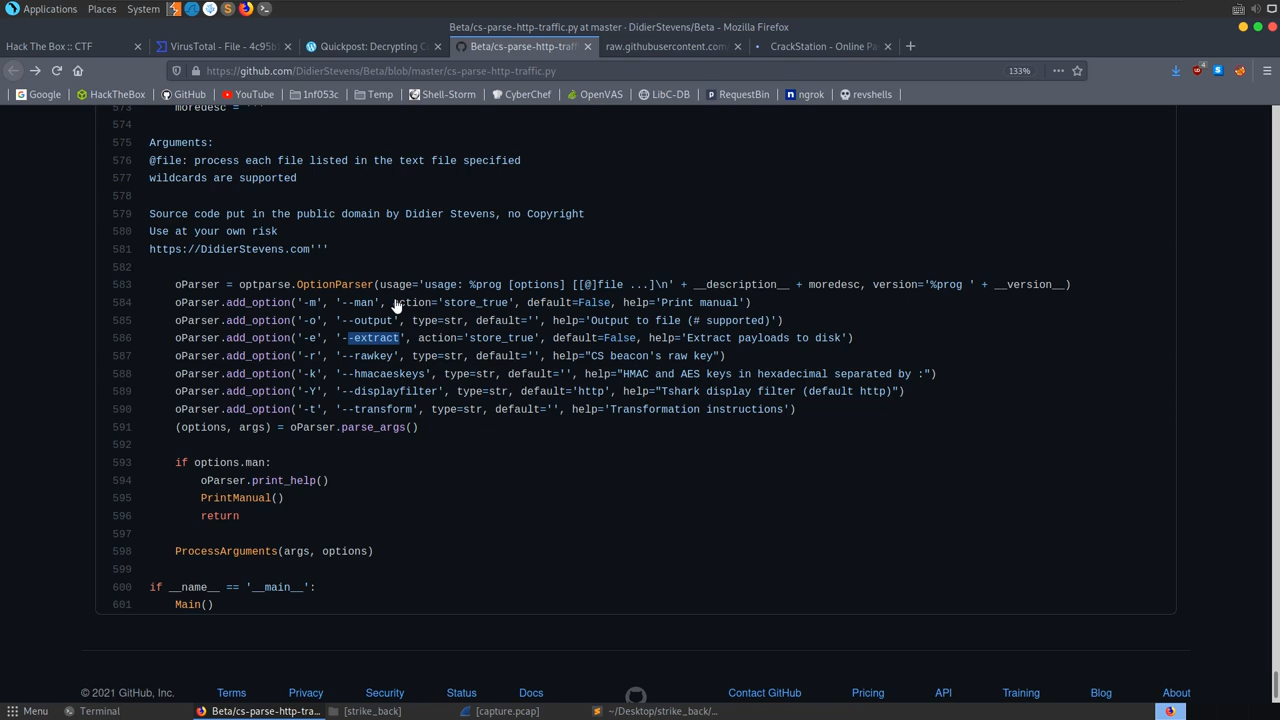 Applications Places System
Beta/cs-parse-http-traffic.py at master · DidierStevens/Beta - Mozilla Firefox
Hack The Box :: CTF
VirusTotal - File - 4c95b
Quickpost: Decrypting C
Beta/cs-parse-http-traff
raw.githubusercontent.com
CrackStation - Online Pa
https://github.com/DidierStevens/Beta/blob/master/cs-parse-http-traffic.py
133%
Google HackTheBox GitHub YouTube 1nf053c Temp Shell-Storm CyberChef OpenVAS LibC-DB RequestBin ngrok revshells
573 moredesc = '''
574
575 Arguments:
576 @file: process each file listed in the text file specified
577 wildcards are supported
578
579 Source code put in the public domain by Didier Stevens, no Copyright
580 Use at your own risk
581 https://DidierStevens.com'''
582
583 oParser = optparse.OptionParser(usage='usage: %prog [options] [[@]file ...]\n' + __description__ + moredesc, version='%prog ' + __version__)
584 oParser.add_option('-m', '--man', action='store_true', default=False, help='Print manual')
585 oParser.add_option('-o', '--output', type=str, default='', help='Output to file (# supported)')
586 oParser.add_option('-e', '--extract', action='store_true', default=False, help='Extract payloads to disk')
587 oParser.add_option('-r', '--rawkey', type=str, default='', help="CS beacon's raw key")
588 oParser.add_option('-k', '--hmacaeskeys', type=str, default='', help="HMAC and AES keys in hexadecimal separated by :")
589 oParser.add_option('-Y', '--displayfilter', type=str, default='http', help="Tshark display filter (default http)")
590 oParser.add_option('-t', '--transform', type=str, default='', help='Transformation instructions')
591 (options, args) = oParser.parse_args()
592
593 if options.man:
594 oParser.print_help()
595 PrintManual()
596 return
597
598 ProcessArguments(args, options)
599
600 if __name__ == '__main__':
601 Main()
© 2021 GitHub, Inc. Terms Privacy Security Status Docs Contact GitHub Pricing API Training Blog About
Menu Terminal Beta/cs-parse-http-tra... [strike_back] [capture.pcap] ~/Desktop/strike_back/...